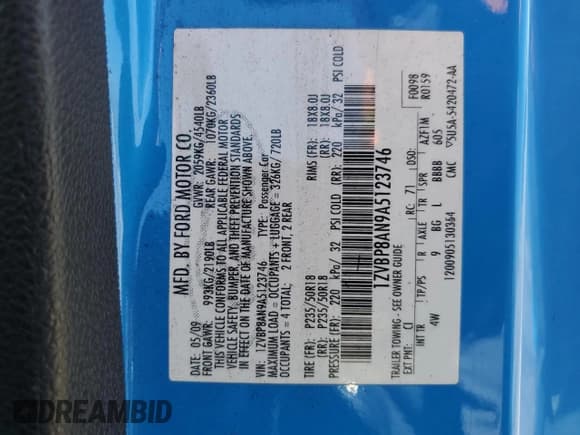 MFD. BY FORD MOTOR CO.
DATE: 05/09 GVWR: 2059KG/4540LB
FRONT GAWR: 993KG/2190LB REAR GAWR: 1070KG/2360LB
THIS VEHICLE CONFORMS TO ALL APPLICABLE FEDERAL MOTOR
VEHICLE SAFETY, BUMPER, AND THEFT PREVENTION STANDARDS
IN EFFECT ON THE DATE OF MANUFACTURE SHOWN ABOVE.
VIN: 1ZVBP8AN9A5123746 TYPE: Passenger Car
MAXIMUM LOAD = OCCUPANTS + LUGGAGE = 326KG/720LB
OCCUPANTS = 4 TOTAL; 2 FRONT, 2 REAR
TIRE (FR): P235/50R18 RIMS (FR): 18X8.0J
(RR): P235/50R18 (RR): 18X8.0J
PRESSURE (FR): 220 kPa/ 32 PSI COLD (RR): 220 kPa/ 32 PSI COLD
1ZVBP8AN9A5123746
TRAILER TOWING - SEE OWNER GUIDE
F0098
R0159
EXT PNT: CI RC: 71 DSO: AZF1M
INT TR TP/PS R AXLE TR SPR
4W 9 BG L BBBB 605
1200905130364 CMC ▽5U5A-5420472-AA
DREAMBID